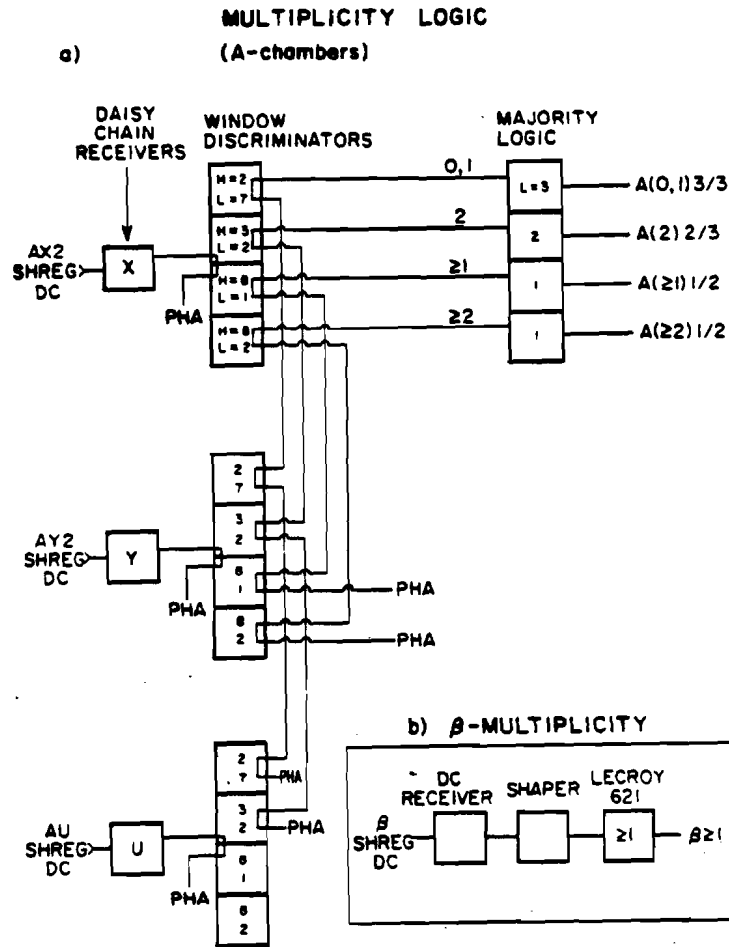 MULTIPLICITY LOGIC
a) (A-chambers)
DAISY
CHAIN
RECEIVERS
WINDOW
DISCRIMINATORS
MAJORITY
LOGIC
H=2
L=7
0,1
L=3
A(0,1)3/3
H=3
L=2
2
2
A(2)2/3
AX2
SHREG
DC
X
PHA
H=8
L=1
≥1
1
A(≥1)1/2
H=8
L=2
≥2
1
A(≥2)1/2
2
7
3
2
AY2
SHREG
DC
Y
PHA
8
1
PHA
8
2
PHA
2
7
PHA
3
2
PHA
AU
SHREG
DC
U
PHA
8
1
8
2
b) β-MULTIPLICITY
DC
RECEIVER
SHAPER
LECROY
621
β
SHREG
DC
≥1
β≥1